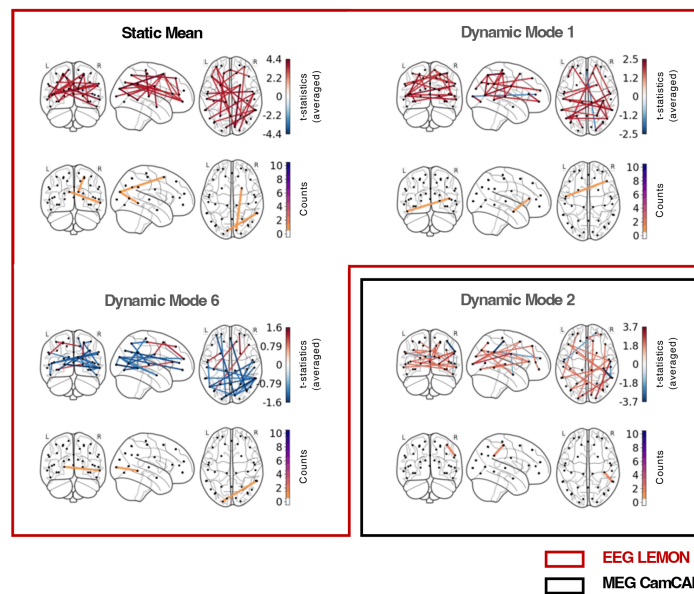 Static Mean
Dynamic Mode 1
L R
4.4
2.2
0
-2.2
-4.4
t-statistics
(averaged)
L R
2.5
1.2
0
-1.2
-2.5
t-statistics
(averaged)
L R
10
8
6
4
2
0
Counts
L R
10
8
6
4
2
0
Counts
Dynamic Mode 6
Dynamic Mode 2
L R
1.6
0.79
0
-0.79
-1.6
t-statistics
(averaged)
L R
3.7
1.8
0
-1.8
-3.7
t-statistics
(averaged)
L R
10
8
6
4
2
0
Counts
L R
10
8
6
4
2
0
Counts
EEG LEMON
MEG CamCAN